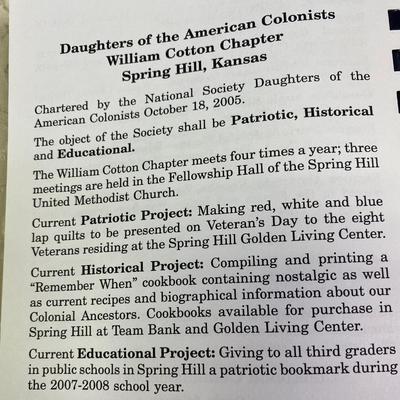 Daughters of the American Colonists
William Cotton Chapter
Spring Hill, Kansas
Chartered by the National Society Daughters of the
American Colonists October 18, 2005.
The object of the Society shall be Patriotic, Historical
and Educational.
The William Cotton Chapter meets four times a year; three
meetings are held in the Fellowship Hall of the Spring Hill
United Methodist Church.
Current Patriotic Project: Making red, white and blue
lap quilts to be presented on Veteran's Day to the eight
Veterans residing at the Spring Hill Golden Living Center.
Current Historical Project: Compiling and printing a
"Remember When" cookbook containing nostalgic as well
as current recipes and biographical information about our
Colonial Ancestors. Cookbooks available for purchase in
Spring Hill at Team Bank and Golden Living Center.
Current Educational Project: Giving to all third graders
in public schools in Spring Hill a patriotic bookmark during
the 2007-2008 school year.